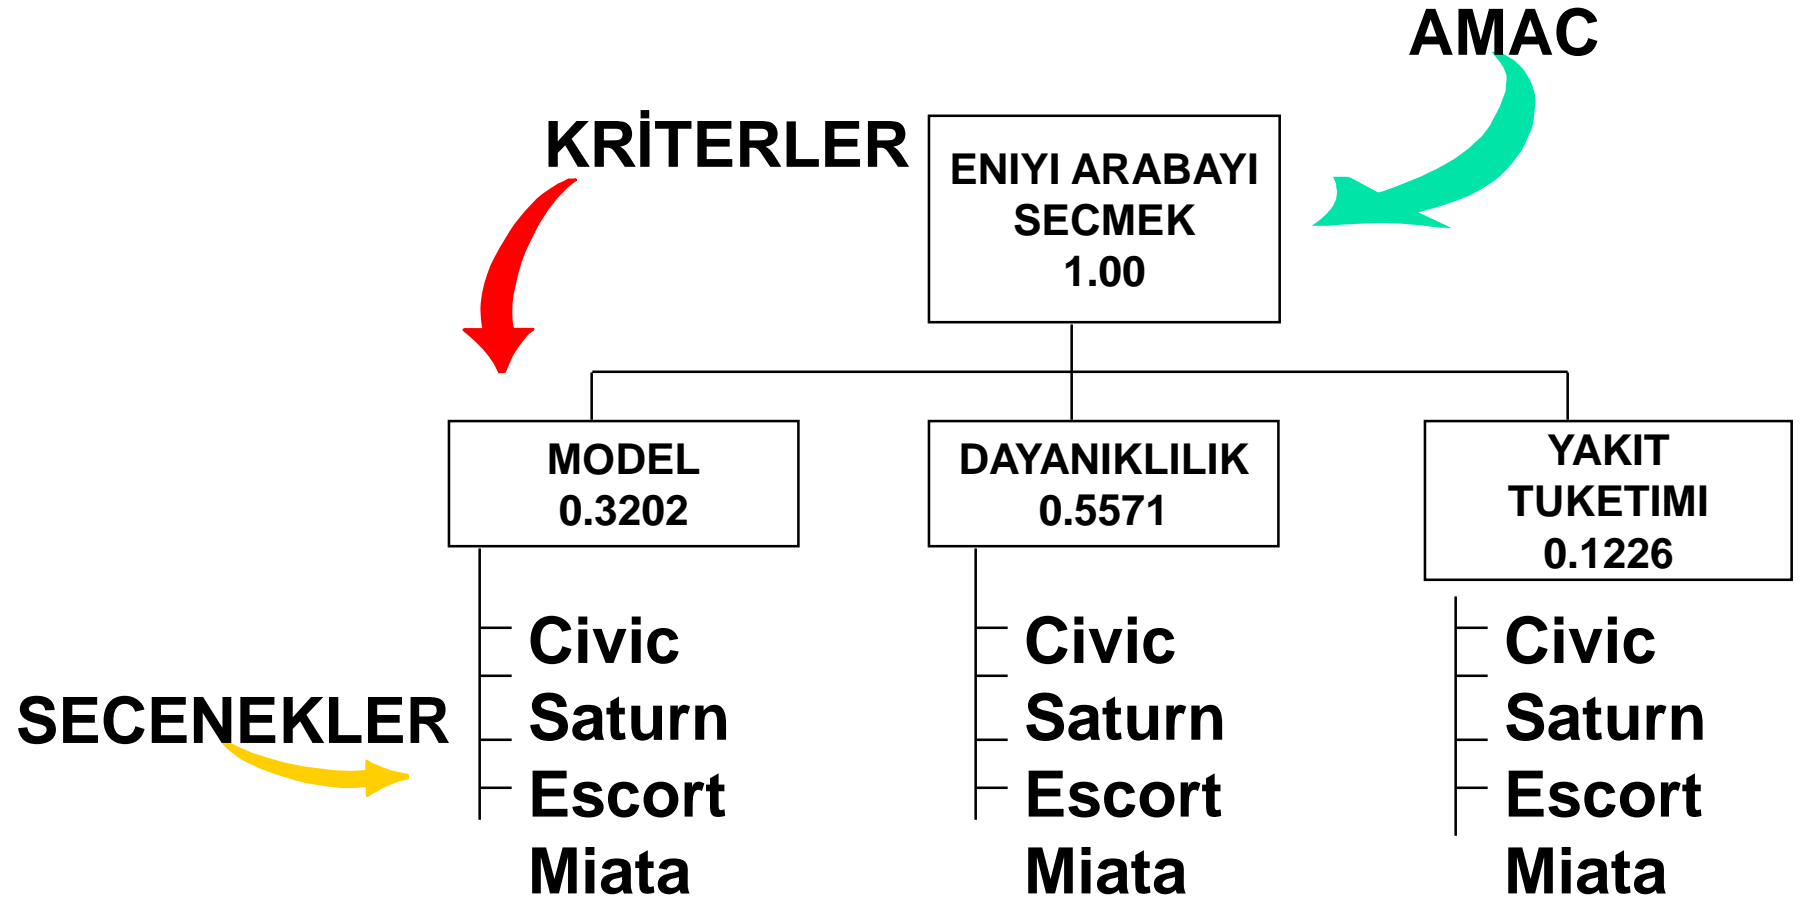 AMAC
KRİTERLER
ENIYI ARABAYI
SECMEK
1.00
MODEL
0.3202
DAYANIKLILIK
0.5571
YAKIT
TUKETIMI
0.1226
SECENEKLER
Civic
Saturn
Escort
Miata
Civic
Saturn
Escort
Miata
Civic
Saturn
Escort
Miata